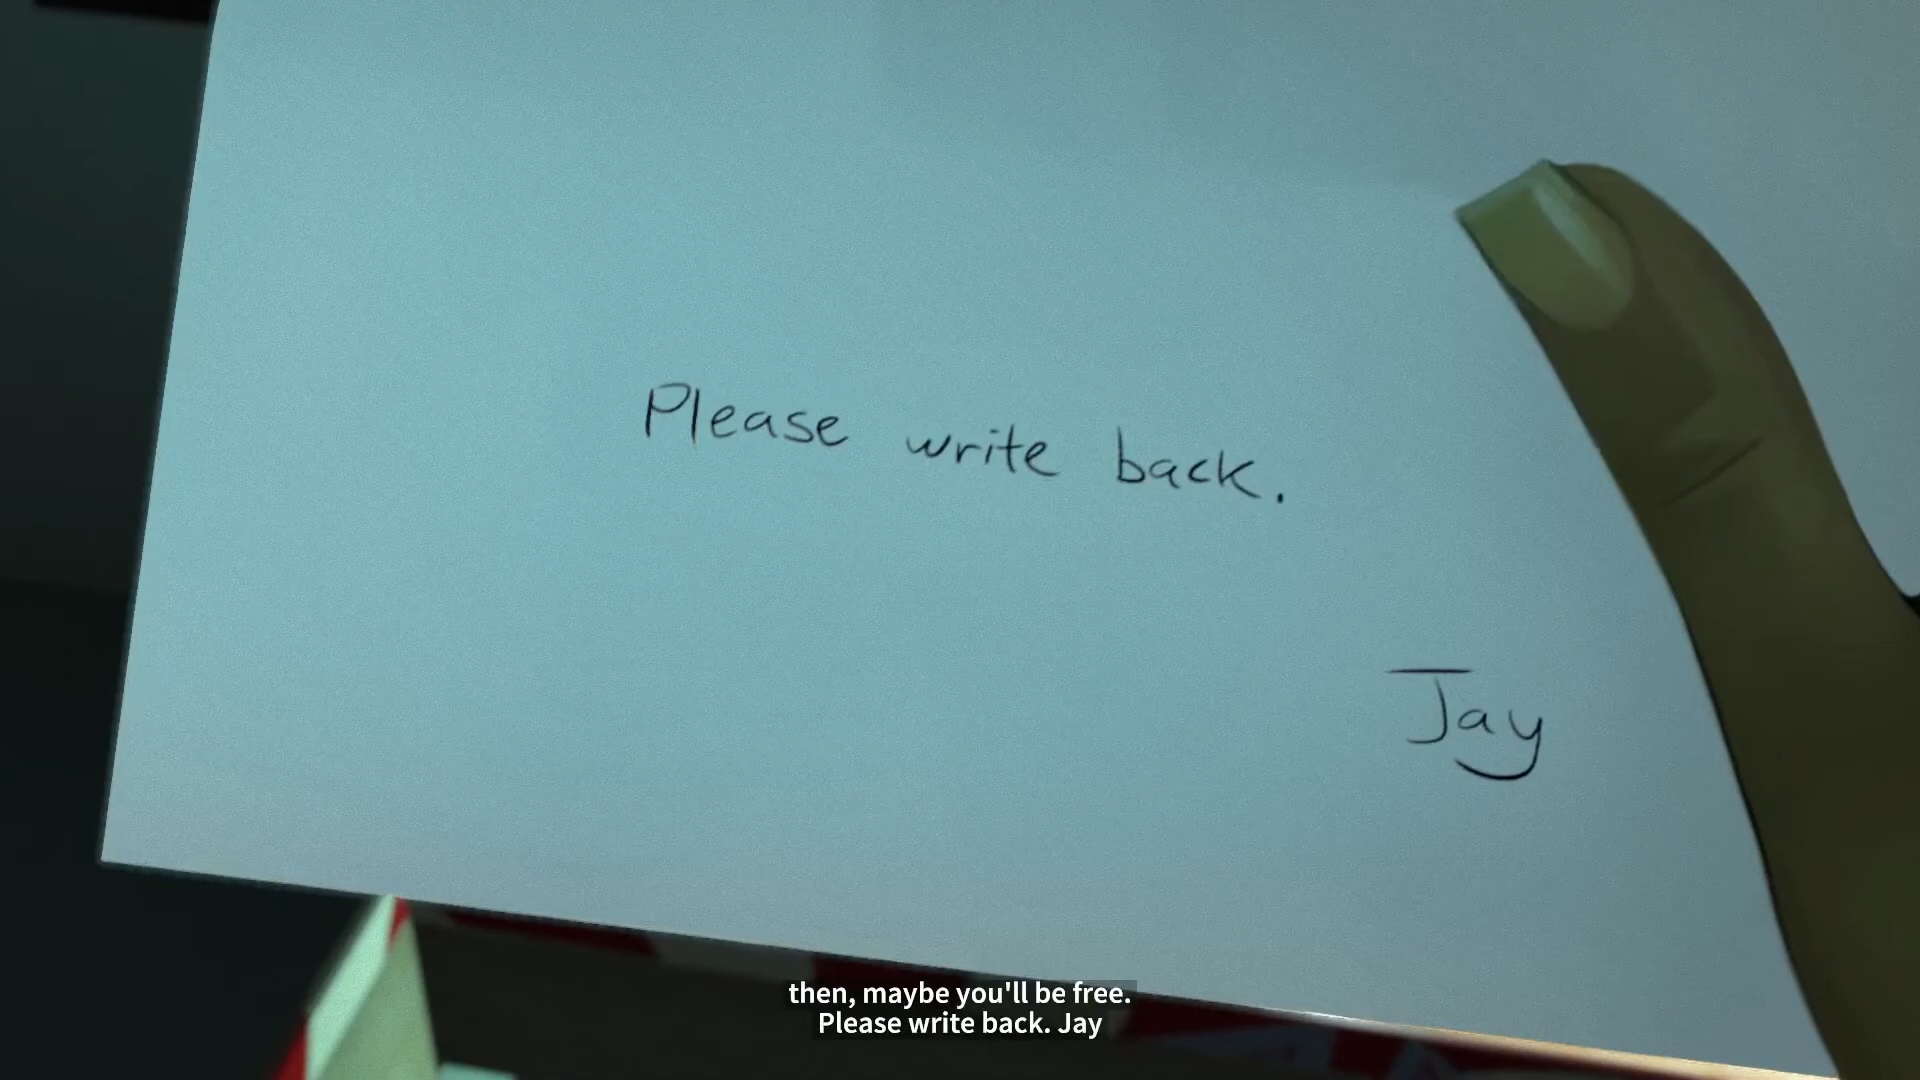 Please write back.
Jay
then, maybe you'll be free.
Please write back. Jay